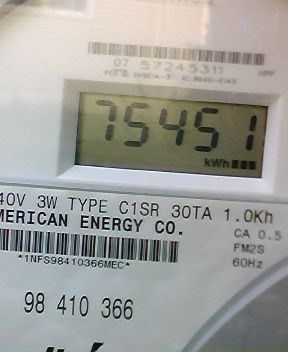 07 57245311
75451
kWh
40V 3W TYPE C1SR 30TA 1.0Kh
MERICAN ENERGY CO.
CA 0.5
FM2S
60Hz
*1NFS98410366MEC*
98 410 366